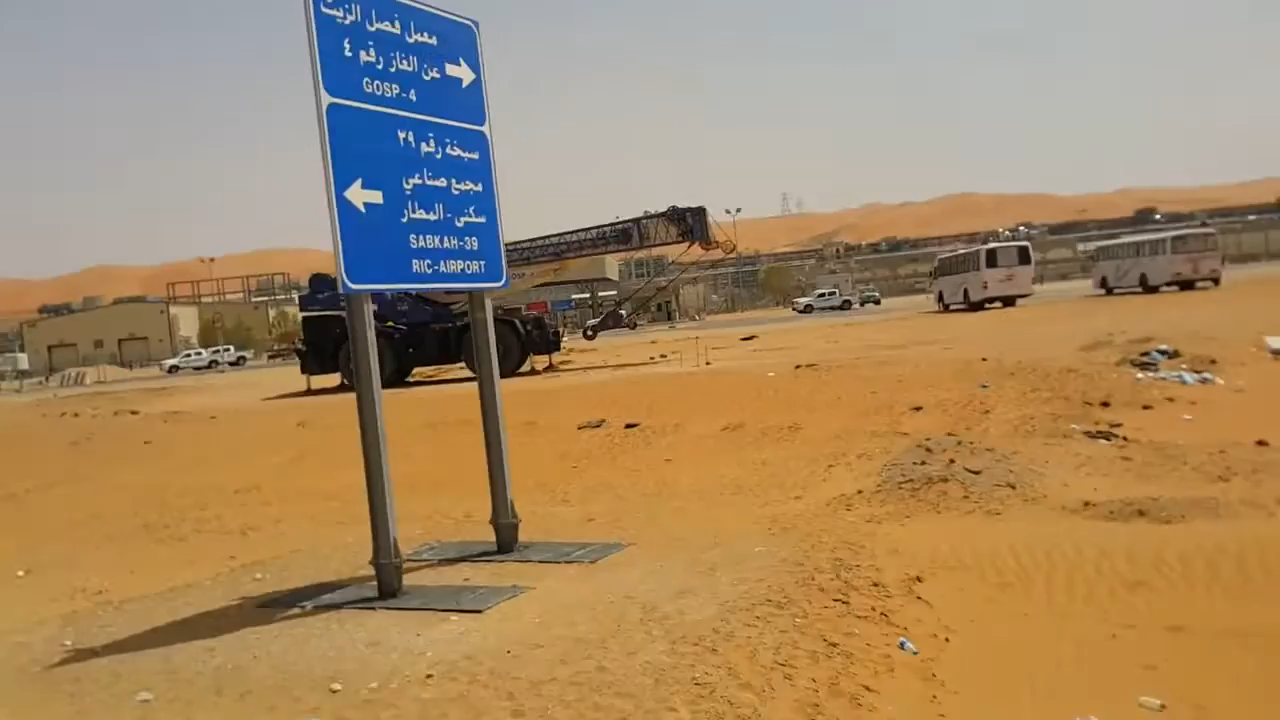 معمل فصل الزيت
عن الغاز رقم ٤
GOSP-4
سبخة رقم ٣٩
مجمع صناعي
سكني - المطار
SABKAH-39
RIC-AIRPORT